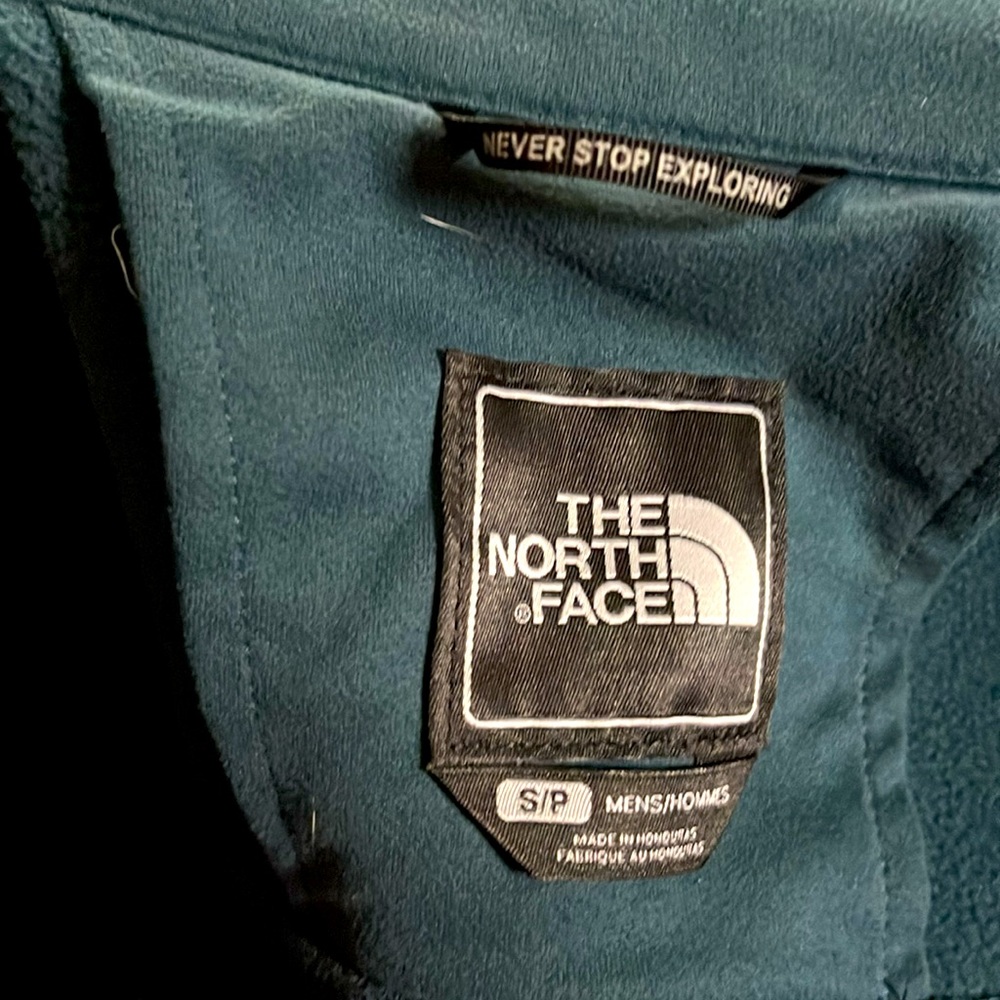 NEVER STOP EXPLORING
THE
NORTH
®FACE
S/P MENS/HOMMES
MADE IN HONDURAS
FABRIQUE AU HONDURAS